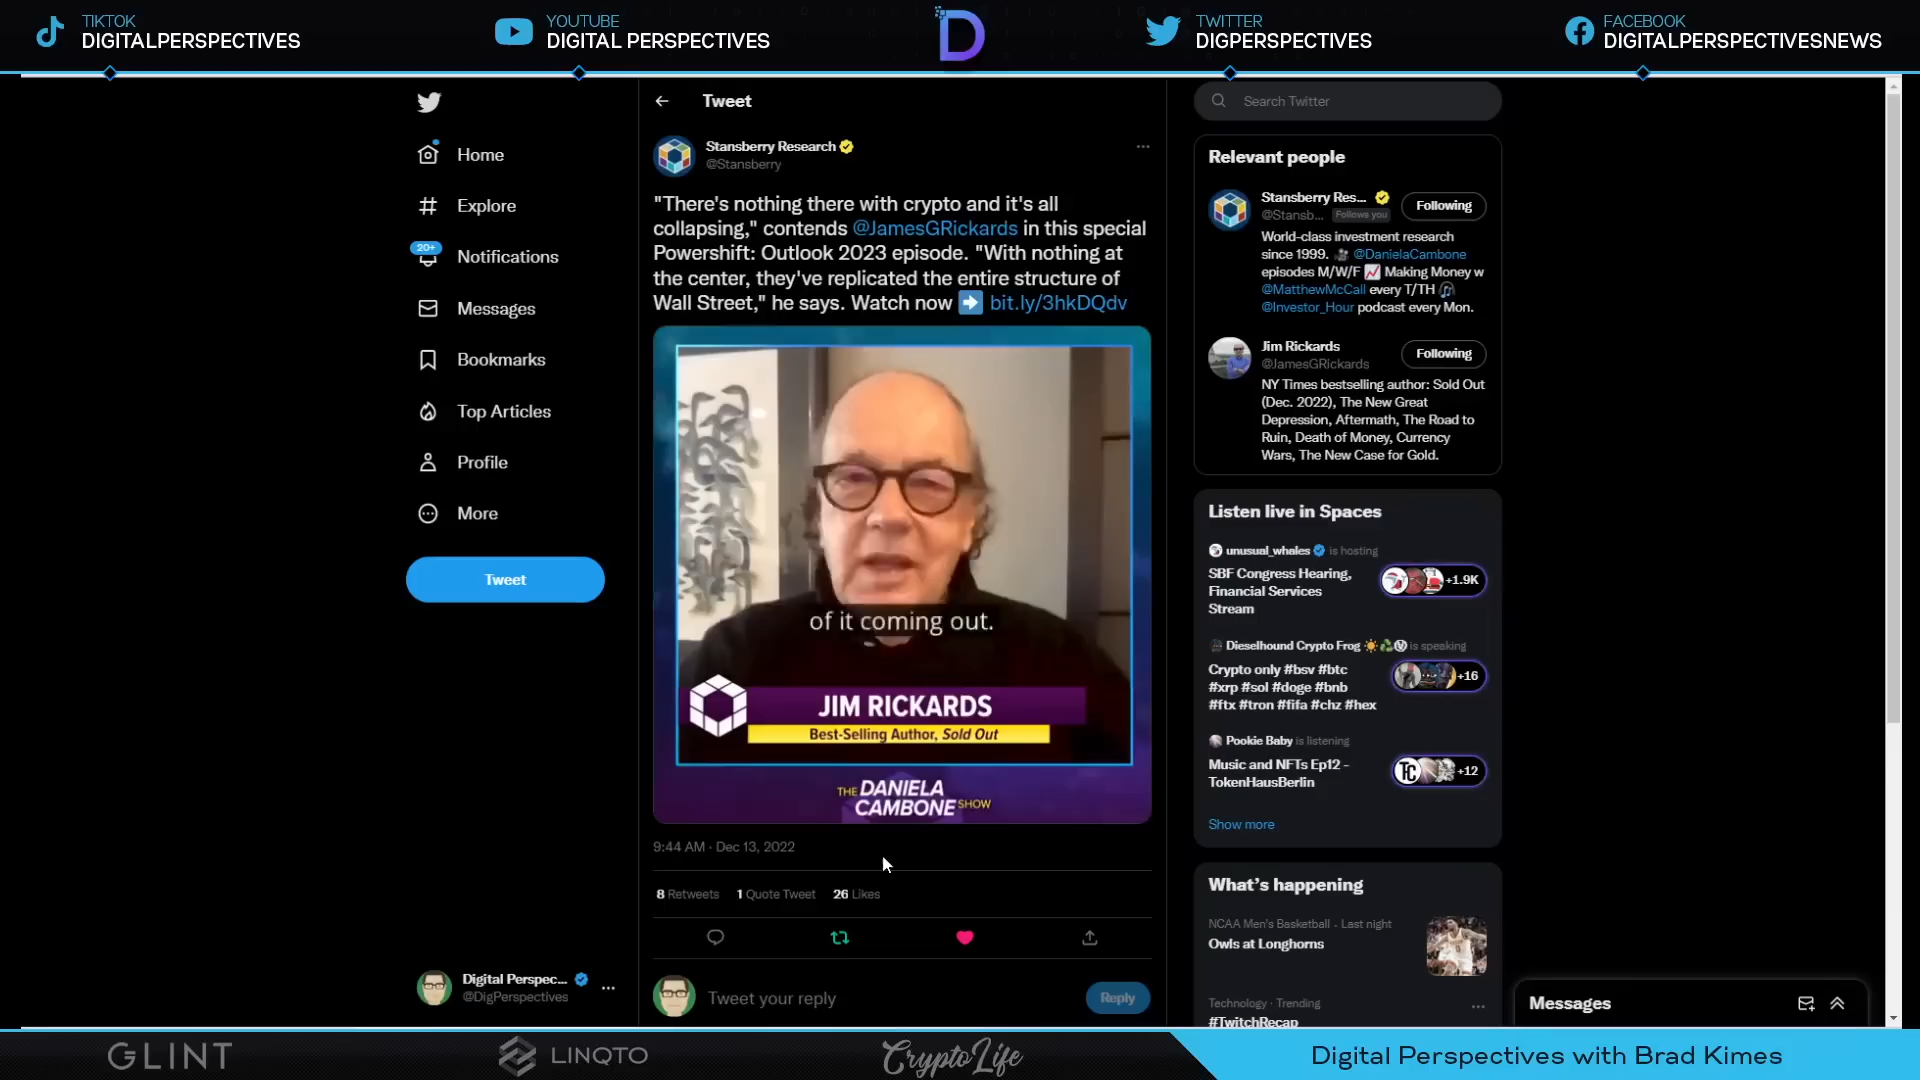 TIKTOK
DIGITALPERSPECTIVES
YOUTUBE
DIGITAL PERSPECTIVES
D
TWITTER
DIGPERSPECTIVES
FACEBOOK
DIGITALPERSPECTIVESNEWS
Home
Explore
20+
Notifications
Messages
Bookmarks
Top Articles
Profile
More
Tweet
Digital Perspec...
@DigPerspectives
Tweet
Stansberry Research
@Stansberry
"There's nothing there with crypto and it's all
collapsing," contends @JamesGRickards in this special
Powershift: Outlook 2023 episode. "With nothing at
the center, they've replicated the entire structure of
Wall Street," he says. Watch now ➡️ bit.ly/3hkDQdv
of it coming out.
JIM RICKARDS
Best-Selling Author, Sold Out
THE DANIELA
CAMBONE SHOW
9:44 AM · Dec 13, 2022
8 Retweets 1 Quote Tweet 26 Likes
Tweet your reply
Reply
Search Twitter
Relevant people
Stansberry Res...
@Stansb... Follows you
Following
World-class investment research
since 1999. 🎥 @DanielaCambone
episodes M/W/F 📈 Making Money w
@MatthewMcCall every T/TH 🎧
@Investor_Hour podcast every Mon.
Jim Rickards
@JamesGRickards
Following
NY Times bestselling author: Sold Out
(Dec. 2022), The New Great
Depression, Aftermath, The Road to
Ruin, Death of Money, Currency
Wars, The New Case for Gold.
Listen live in Spaces
unusual_whales is hosting
SBF Congress Hearing,
Financial Services
Stream
+1.9K
Dieselhound Crypto Frog is speaking
Crypto only #bsv #btc
#xrp #sol #doge #bnb
#ftx #tron #fifa #chz #hex
+16
Pookie Baby is listening
Music and NFTs Ep12 -
TokenHausBerlin
TC
+12
Show more
What's happening
NCAA Men's Basketball · Last night
Owls at Longhorns
Technology · Trending
#TwitchRecap
Messages
GLINT
LINQTO
CryptoLife
Digital Perspectives with Brad Kimes